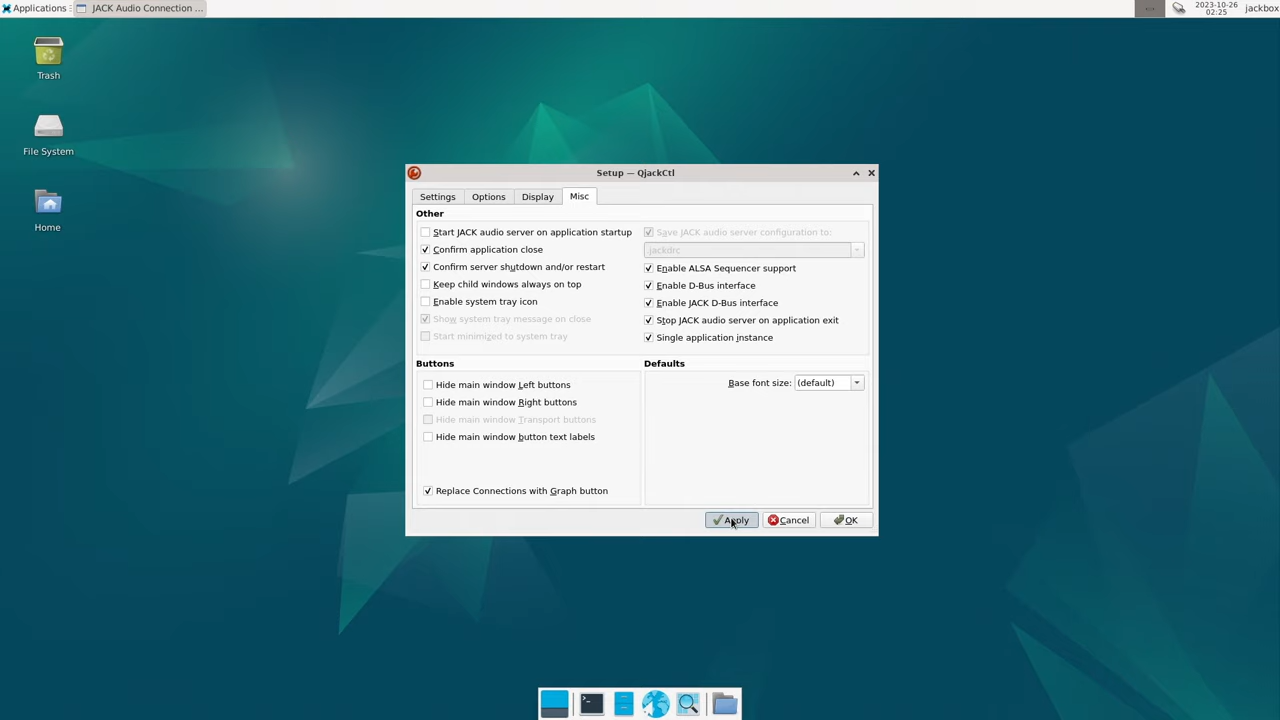 Applications
JACK Audio Connection ...
2023-10-26
02:25
jackbox
Trash
File System
Home
Setup — QjackCtl
Settings
Options
Display
Misc
Other
Start JACK audio server on application startup
Confirm application close
Confirm server shutdown and/or restart
Keep child windows always on top
Enable system tray icon
Show system tray message on close
Start minimized to system tray
Save JACK audio server configuration to:
jackdrc
Enable ALSA Sequencer support
Enable D-Bus interface
Enable JACK D-Bus interface
Stop JACK audio server on application exit
Single application instance
Buttons
Hide main window Left buttons
Hide main window Right buttons
Hide main window Transport buttons
Hide main window button text labels
Replace Connections with Graph button
Defaults
Base font size: (default)
Apply
Cancel
OK